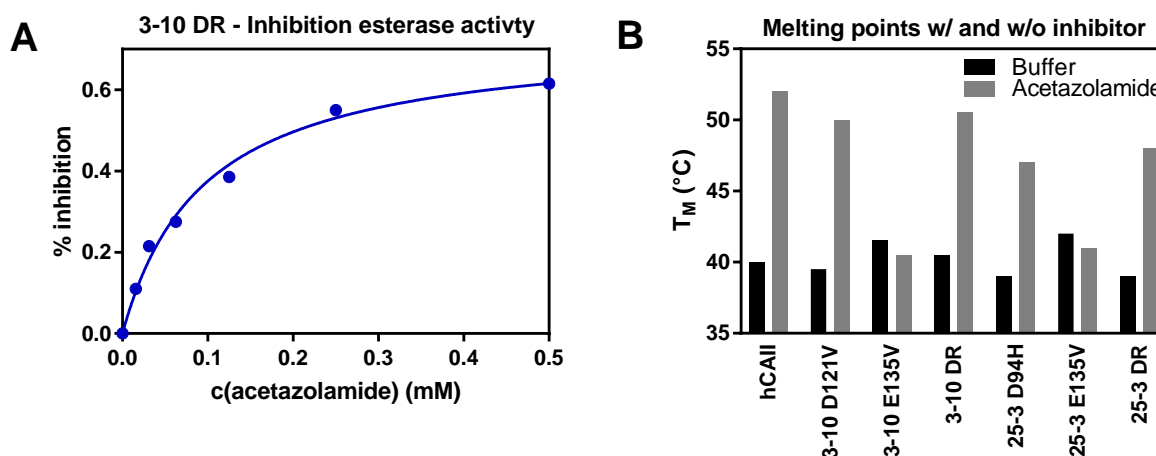 A
3-10 DR - Inhibition esterase activty
% inhibition
0.6
0.4
0.2
0.0
0.0 0.1 0.2 0.3 0.4 0.5
c(acetazolamide) (mM)
B
Melting points w/ and w/o inhibitor
Buffer
Acetazolamide
TM (°C)
55
50
45
40
35
hCAII
3-10 D121V
3-10 E135V
3-10 DR
25-3 D94H
25-3 E135V
25-3 DR